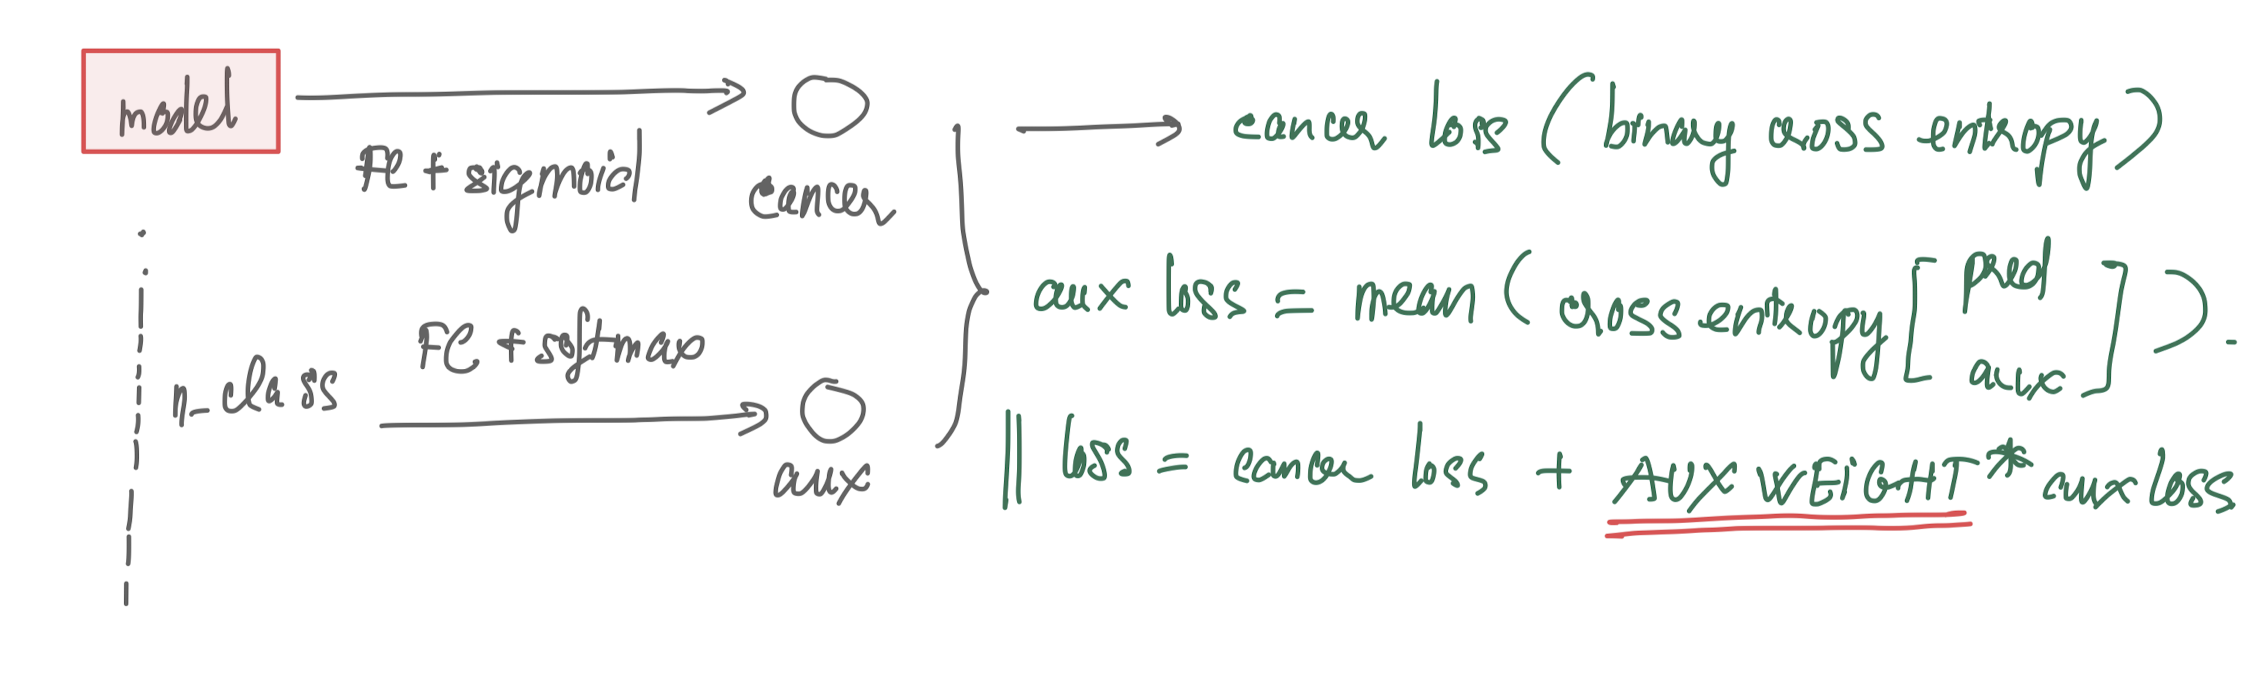 model
FC + sigmoid
cancer
n_class
FC + softmax
aux
cancer loss (binary cross entropy)
aux loss = mean (cross entropy [pred aux]).
|| loss = cancer loss + AUX WEIGHT * aux loss